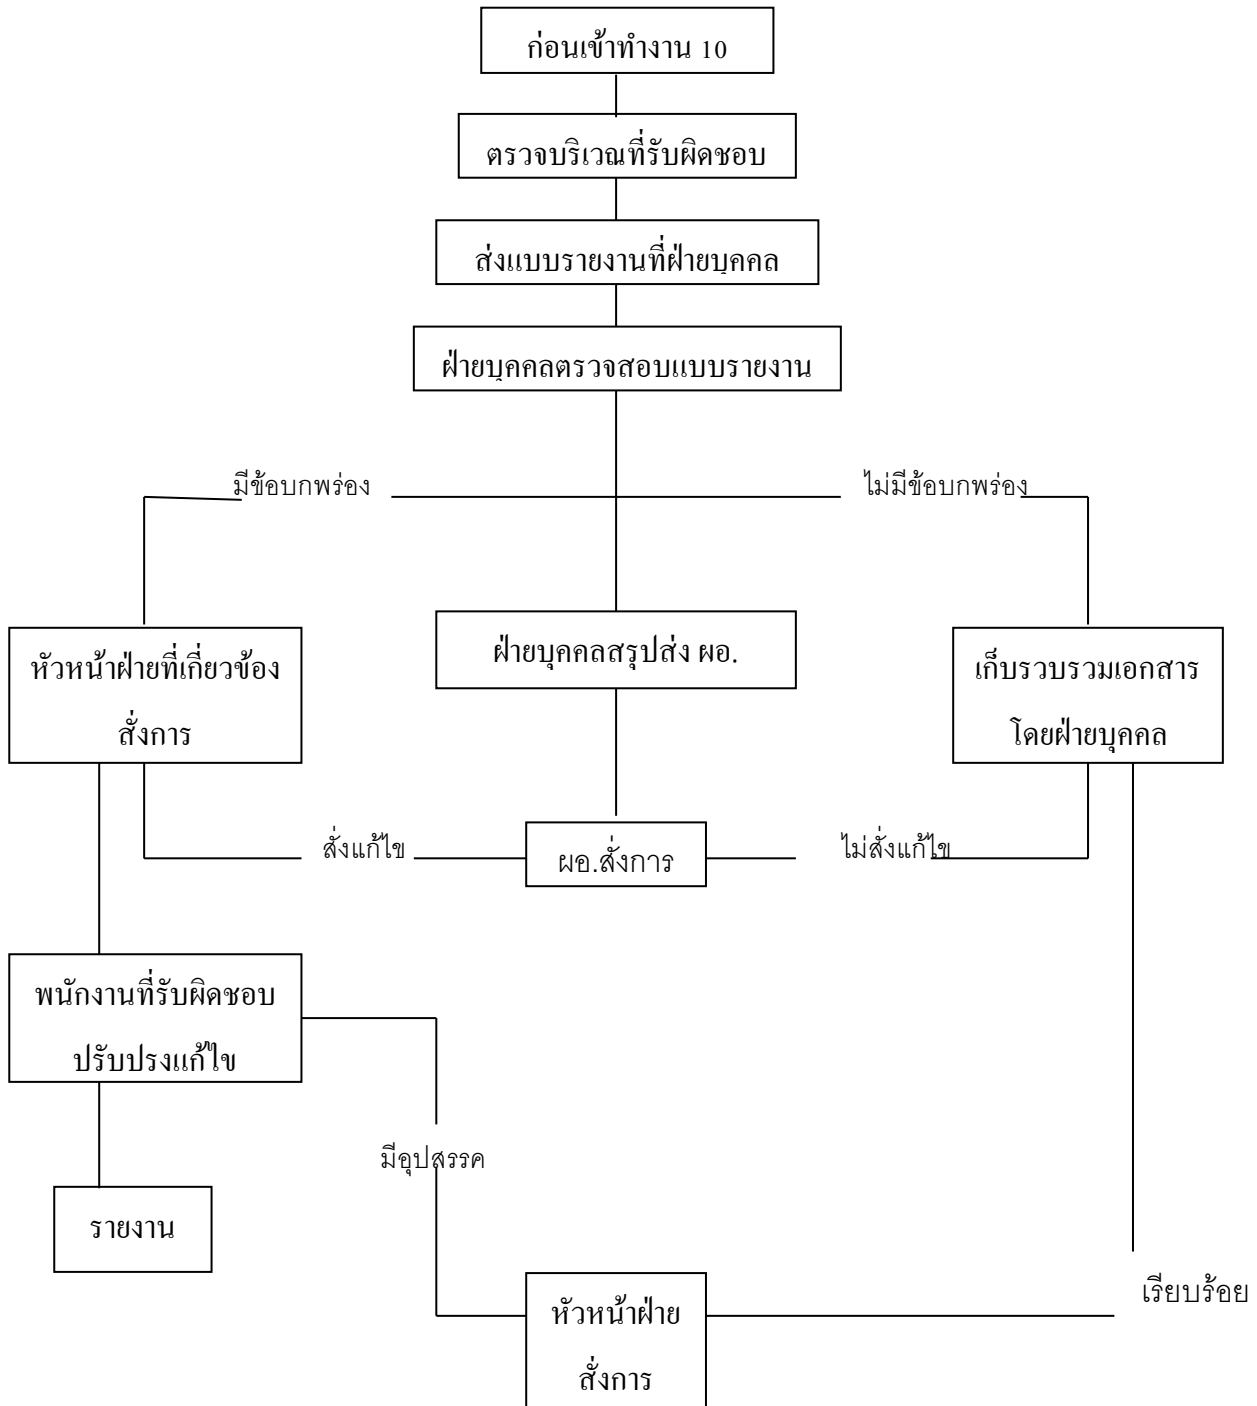 ก่อนเข้าทำงาน 10
ตรวจบริเวณที่รับผิดชอบ
ส่งแบบรายงานที่ฝ่ายบุคคล
ฝ่ายบุคคลตรวจสอบแบบรายงาน
มีข้อบกพร่อง
ไม่มีข้อบกพร่อง
หัวหน้าฝ่ายที่เกี่ยวข้อง
สั่งการ
ฝ่ายบุคคลสรุปส่ง ผอ.
เก็บรวบรวมเอกสาร
โดยฝ่ายบุคคล
สั่งแก้ไข
ผอ.สั่งการ
ไม่สั่งแก้ไข
พนักงานที่รับผิดชอบ
ปรับปรงแก้ไข
มีอุปสรรค
รายงาน
หัวหน้าฝ่าย
สั่งการ
เรียบร้อย